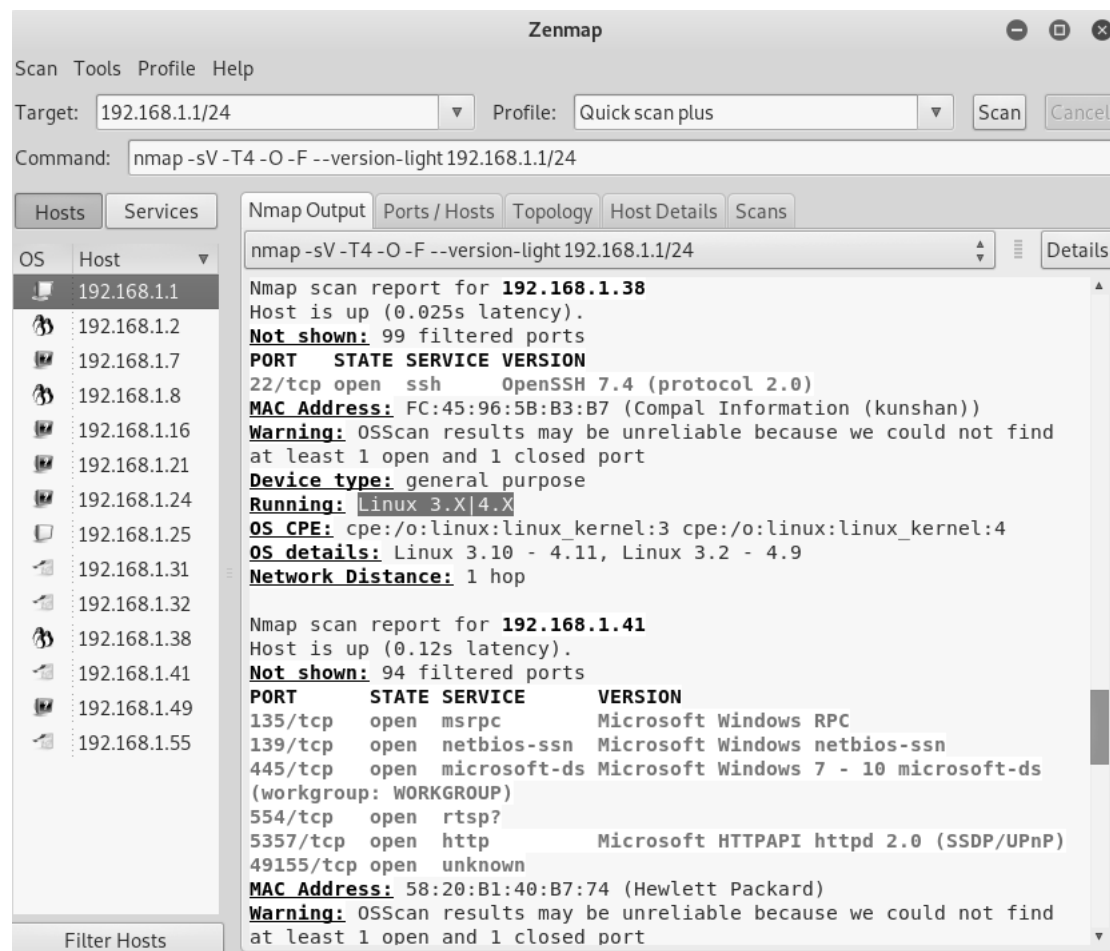 Zenmap
Scan Tools Profile Help
Target: 192.168.1.1/24 Profile: Quick scan plus Scan Cancel
Command: nmap -sV -T4 -O -F --version-light 192.168.1.1/24
Hosts Services
OS Host
192.168.1.1
192.168.1.2
192.168.1.7
192.168.1.8
192.168.1.16
192.168.1.21
192.168.1.24
192.168.1.25
192.168.1.31
192.168.1.32
192.168.1.38
192.168.1.41
192.168.1.49
192.168.1.55
Filter Hosts
Nmap Output Ports / Hosts Topology Host Details Scans
nmap -sV -T4 -O -F --version-light 192.168.1.1/24 Details
Nmap scan report for 192.168.1.38
Host is up (0.025s latency).
Not shown: 99 filtered ports
PORT STATE SERVICE VERSION
22/tcp open ssh OpenSSH 7.4 (protocol 2.0)
MAC Address: FC:45:96:5B:B3:B7 (Compal Information (kunshan))
Warning: OSScan results may be unreliable because we could not find
at least 1 open and 1 closed port
Device type: general purpose
Running: Linux 3.X|4.X
OS CPE: cpe:/o:linux:linux_kernel:3 cpe:/o:linux:linux_kernel:4
OS details: Linux 3.10 - 4.11, Linux 3.2 - 4.9
Network Distance: 1 hop
Nmap scan report for 192.168.1.41
Host is up (0.12s latency).
Not shown: 94 filtered ports
PORT STATE SERVICE VERSION
135/tcp open msrpc Microsoft Windows RPC
139/tcp open netbios-ssn Microsoft Windows netbios-ssn
445/tcp open microsoft-ds Microsoft Windows 7 - 10 microsoft-ds
(workgroup: WORKGROUP)
554/tcp open rtsp?
5357/tcp open http Microsoft HTTPAPI httpd 2.0 (SSDP/UPnP)
49155/tcp open unknown
MAC Address: 58:20:B1:40:B7:74 (Hewlett Packard)
Warning: OSScan results may be unreliable because we could not find
at least 1 open and 1 closed port